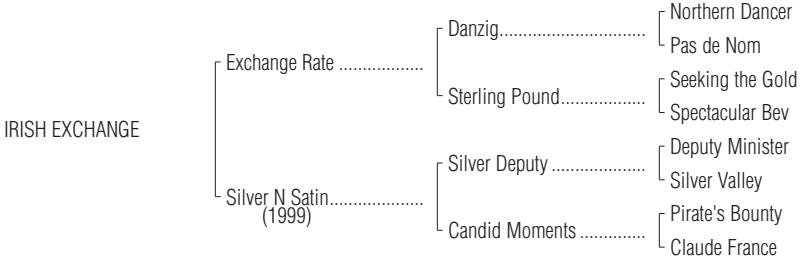 Northern Dancer
Danzig..............................
Pas de Nom
Exchange Rate ..................
Seeking the Gold
Sterling Pound..................
Spectacular Bev
IRISH EXCHANGE
Deputy Minister
Silver Deputy ....................
Silver Valley
Silver N Satin....................
(1999)
Pirate's Bounty
Candid Moments ..............
Claude France